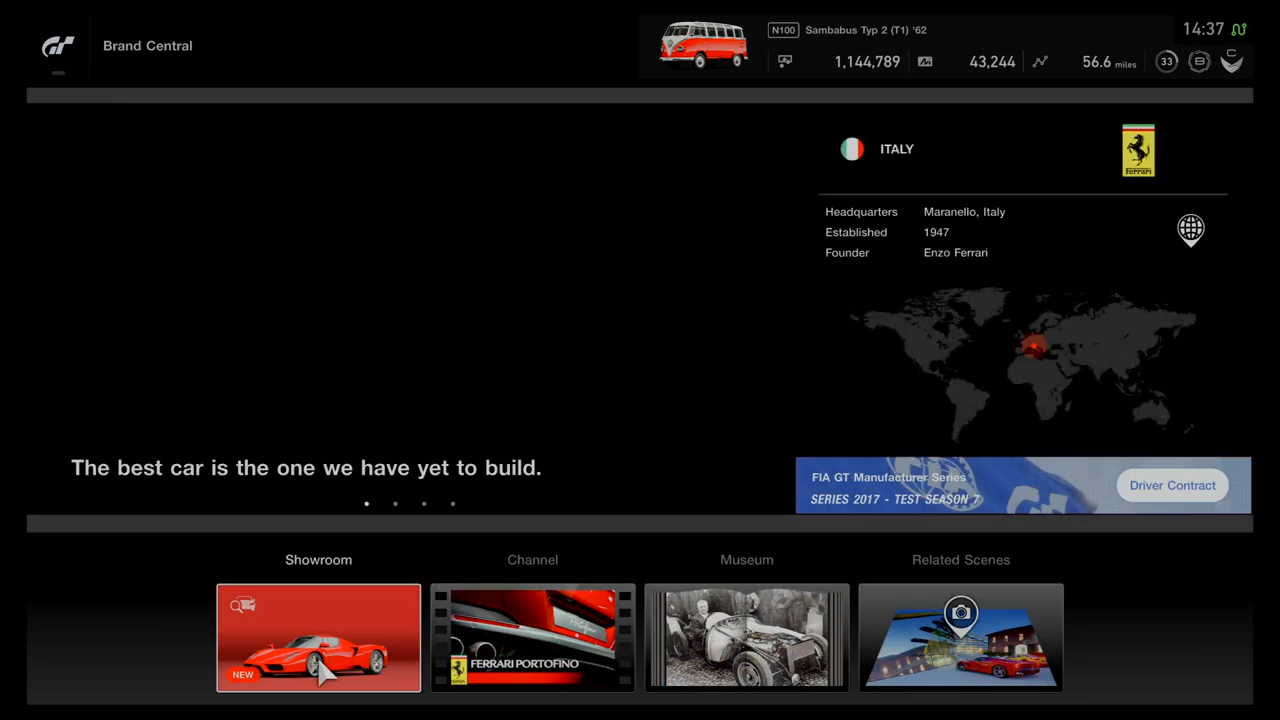 Brand Central
N100 Sambabus Typ 2 (T1) '62
14:37
1,144,789
43,244
56.6 miles
33
B
C
ITALY
Ferrari
Headquarters Maranello, Italy
Established 1947
Founder Enzo Ferrari
The best car is the one we have yet to build.
FIA GT Manufacturer Series
SERIES 2017 - TEST SEASON 7
Driver Contract
Showroom
Channel
Museum
Related Scenes
NEW
Portofino
FERRARI PORTOFINO